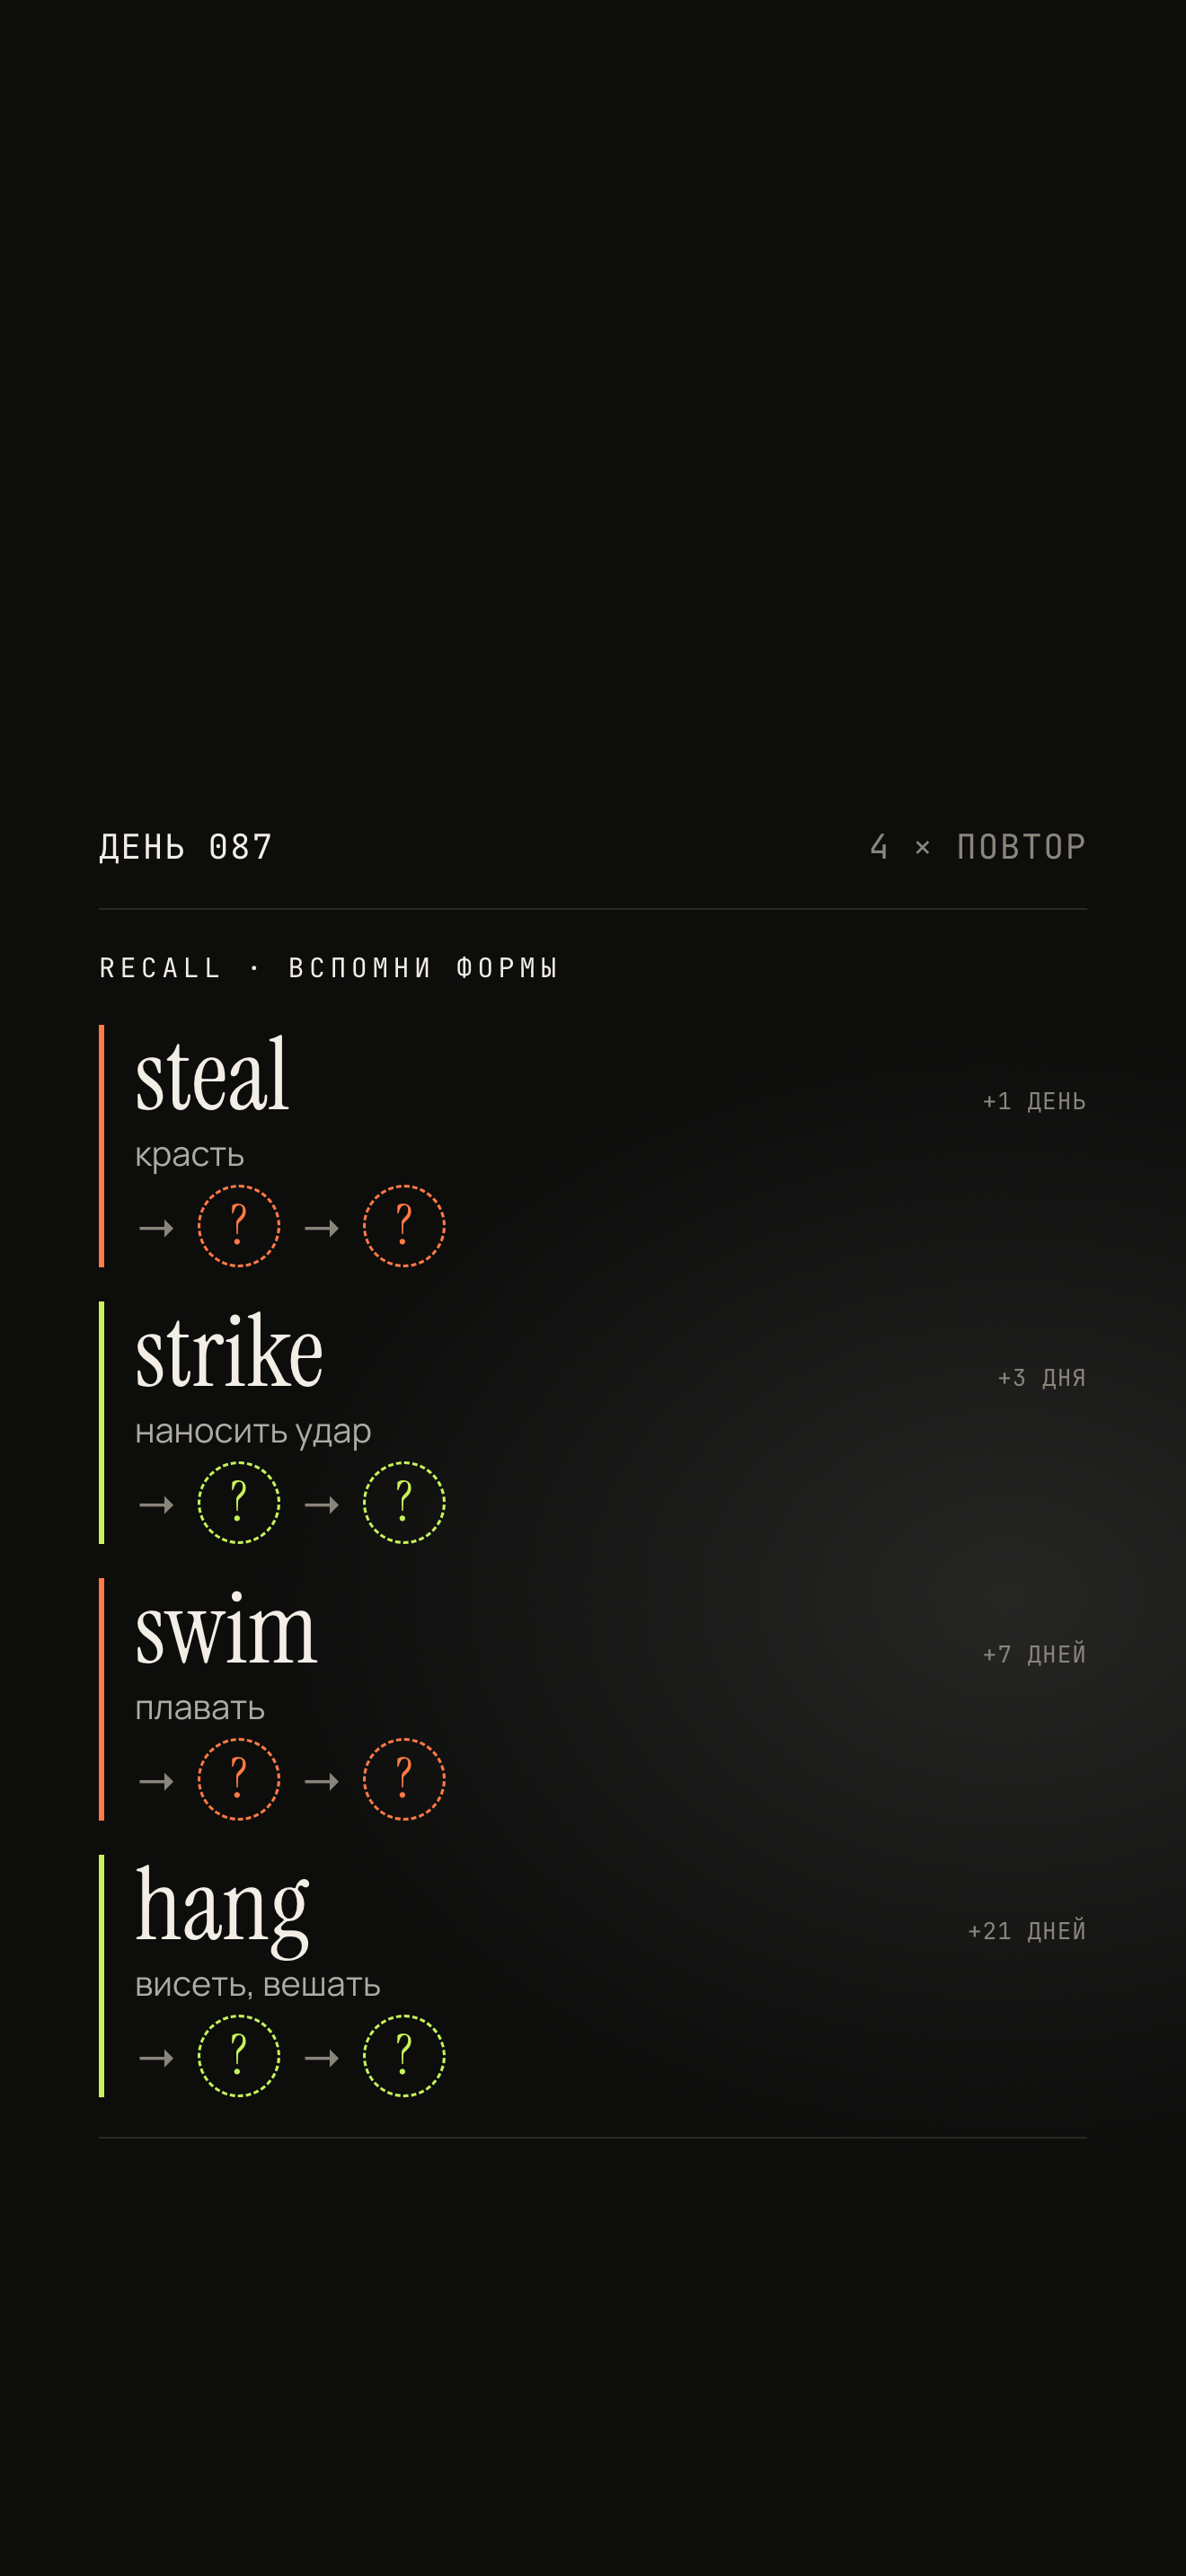 ДЕНЬ 087
4 × ПОВТОР
RECALL · ВСПОМНИ ФОРМЫ
steal
+1 ДЕНЬ
красть
→ ? → ?
strike
+3 ДНЯ
наносить удар
→ ? → ?
swim
+7 ДНЕЙ
плавать
→ ? → ?
hang
+21 ДНЕЙ
висеть, вешать
→ ? → ?